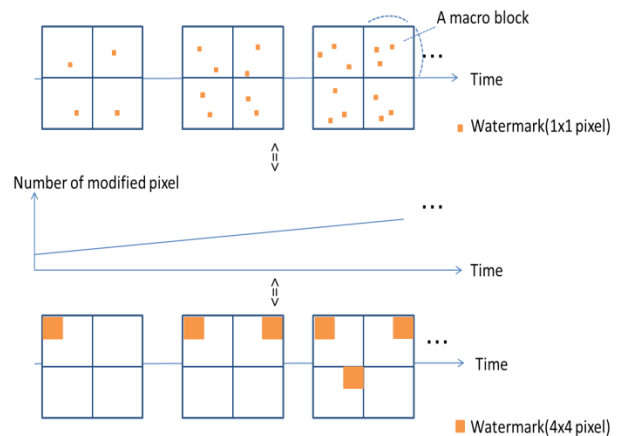 A macro block
...
Time
Watermark(1x1 pixel)
<=>
Number of modified pixel
...
Time
<=>
...
Time
Watermark(4x4 pixel)